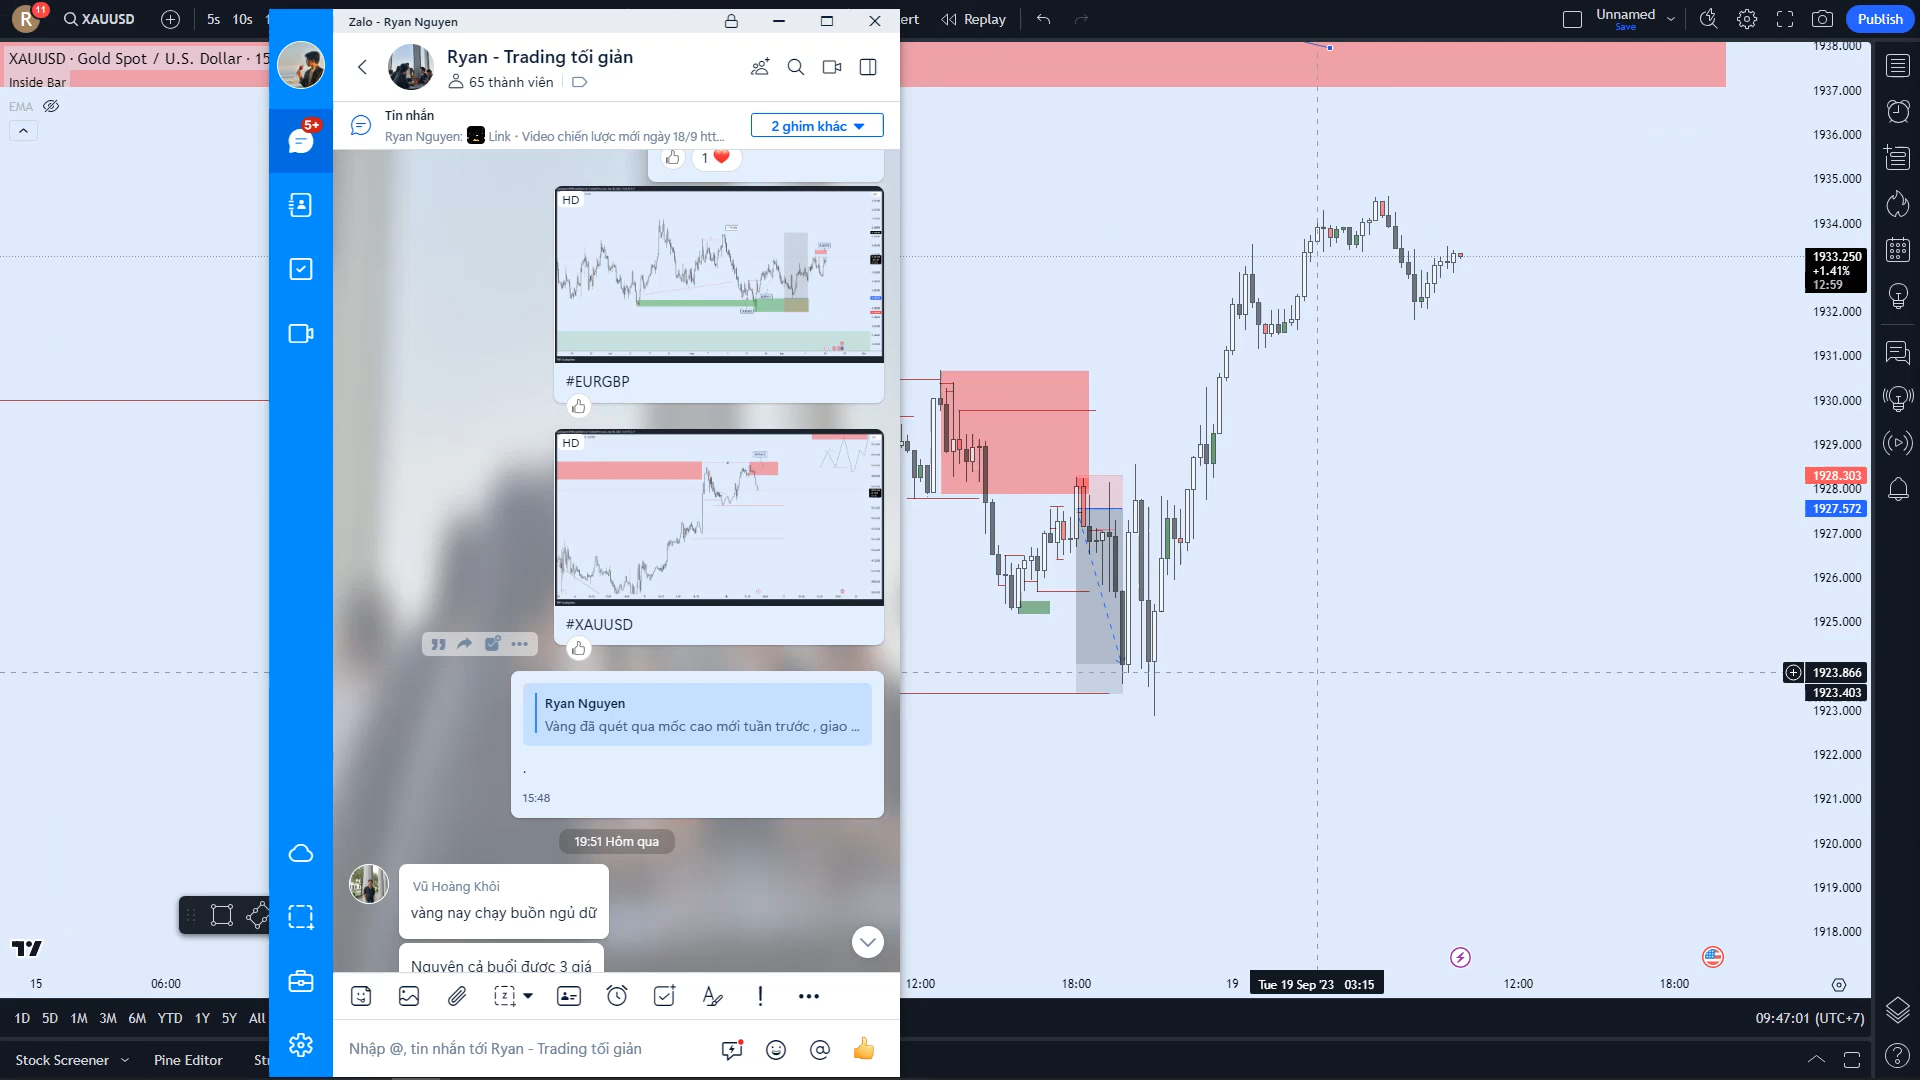 R
11
XAUUSD
5s
10s
Replay
Unnamed
Save
Publish
XAUUSD · Gold Spot / U.S. Dollar · 15
Inside Bar
EMA
Zalo - Ryan Nguyen
Ryan - Trading tối giản
65 thành viên
Tin nhắn
Ryan Nguyen:
Link · Video chiến lược mới ngày 18/9 htt...
2 ghim khác
5+
1
HD
#EURGBP
HD
#XAUUSD
Ryan Nguyen
Vàng đã quét qua mốc cao mới tuần trước , giao ...
.
15:48
19:51 Hôm qua
Vũ Hoàng Khôi
vàng nay chạy buồn ngủ dữ
Nguyên cả buổi được 3 giá
Nhập @, tin nhắn tới Ryan - Trading tối giản
1938.000
1937.000
1936.000
1935.000
1934.000
1933.250
+1.41%
12:59
1932.000
1931.000
1930.000
1929.000
1928.303
1928.000
1927.572
1927.000
1926.000
1925.000
1923.866
1923.403
1923.000
1922.000
1921.000
1920.000
1919.000
1918.000
15
06:00
12:00
18:00
19
Tue 19 Sep '23 03:15
12:00
18:00
1D 5D 1M 3M 6M YTD 1Y 5Y All
09:47:01 (UTC+7)
Stock Screener
Pine Editor